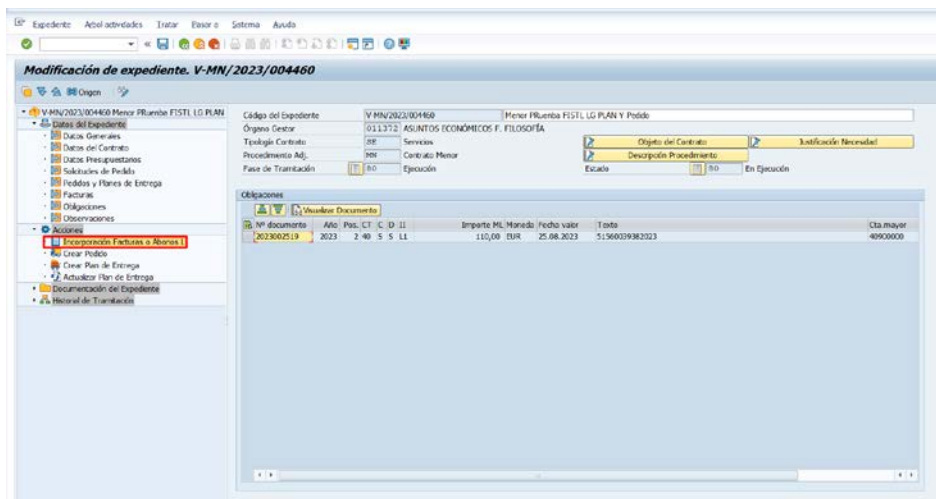 Expediente Arbol actividades Tratar Pasar a Sistema Ayuda
Modificación de expediente. V-MN/2023/004460
Origen
V-MN/2023/004460 Menor PRuenba FISTL LG PLAN
Datos del Expediente
Datos Generales
Datos del Contrato
Datos Presupuestarios
Solicitudes de Pedido
Pedidos y Planes de Entrega
Facturas
Obligaciones
Observaciones
Acciones
Incorporación Facturas o Abonos
Crear Pedido
Crear Plan de Entrega
Actualizar Plan de Entrega
Documentación del Expediente
Historial de Tramitación
Código del Expediente V-MN/2023/004460 Menor PRuenba FISTL LG PLAN Y Pedido
Órgano Gestor 011372 ASUNTOS ECONÓMICOS F. FILOSOFÍA
Tipología Contrato SE Servicios Objeto del Contrato Justificación Necesidad
Procedimiento Adj. MN Contrato Menor Descripción Procedimiento
Fase de Tramitación 80 Ejecución Estado 80 En Ejecución
Obligaciones
Visualizar Documento
Nº documento Año Pos. CT C D II Importe ML Moneda Fecha valor Texto Cta.mayor
2023002519 2023 2 40 S S L1 110,00 EUR 25.08.2023 51560039382023 40900000